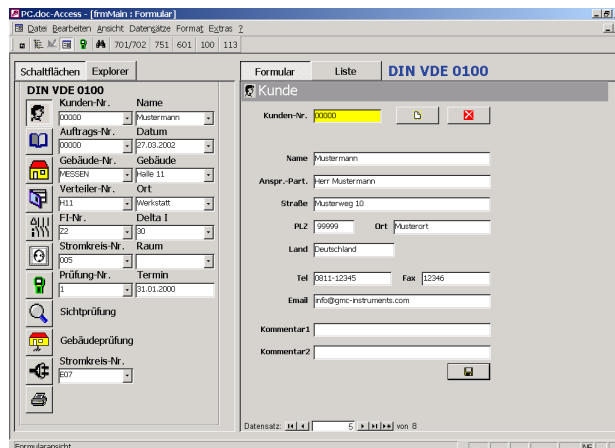 PC.doc-Access - [frmMain : Formular]
Datei Bearbeiten Ansicht Datensätze Format Extras ?
701/702 751 601 100 113
Schaltflächen Explorer
Formular Liste DIN VDE 0100
DIN VDE 0100
Kunde
Kunden-Nr. Name
00000 Mustermann
Auftrags-Nr. Datum
00000 27.03.2002
Gebäude-Nr. Gebäude
MESSEN Halle 11
Verteiler-Nr. Ort
H11 Werkstatt
FI-Nr. Delta I
Z2 30
Stromkreis-Nr. Raum
005
Prüfung-Nr. Termin
1 31.01.2000
Sichtprüfung
Gebäudeprüfung
Stromkreis-Nr.
E07
Kunden-Nr. 00000
Name Mustermann
Anspr.-Part. Herr Mustermann
Straße Musterweg 10
PLZ 99999 Ort Musterort
Land Deutschland
Tel 0811-12345 Fax 12346
Email info@gmc-instruments.com
Kommentar1
Kommentar2
Datensatz: 5 von 8
Formularansicht NF